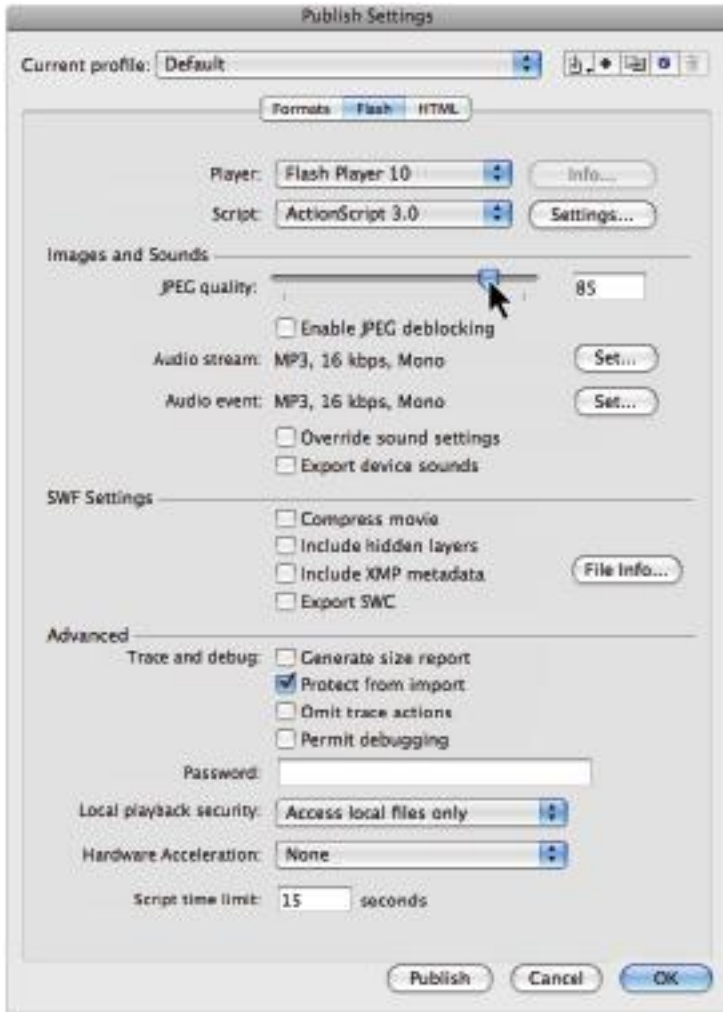 Publish Settings
Current profile: Default
Formats Flash HTML
Player: Flash Player 10 Info...
Script: ActionScript 3.0 Settings...
Images and Sounds
JPEG quality: 85
Enable JPEG deblocking
Audio stream: MP3, 16 kbps, Mono Set...
Audio event: MP3, 16 kbps, Mono Set...
Override sound settings
Export device sounds
SWF Settings
Compress movie
Include hidden layers
Include XMP metadata File Info...
Export SWC
Advanced
Trace and debug: Generate size report
Protect from import
Omit trace actions
Permit debugging
Password:
Local playback security: Access local files only
Hardware Acceleration: None
Script time limit: 15 seconds
Publish Cancel OK